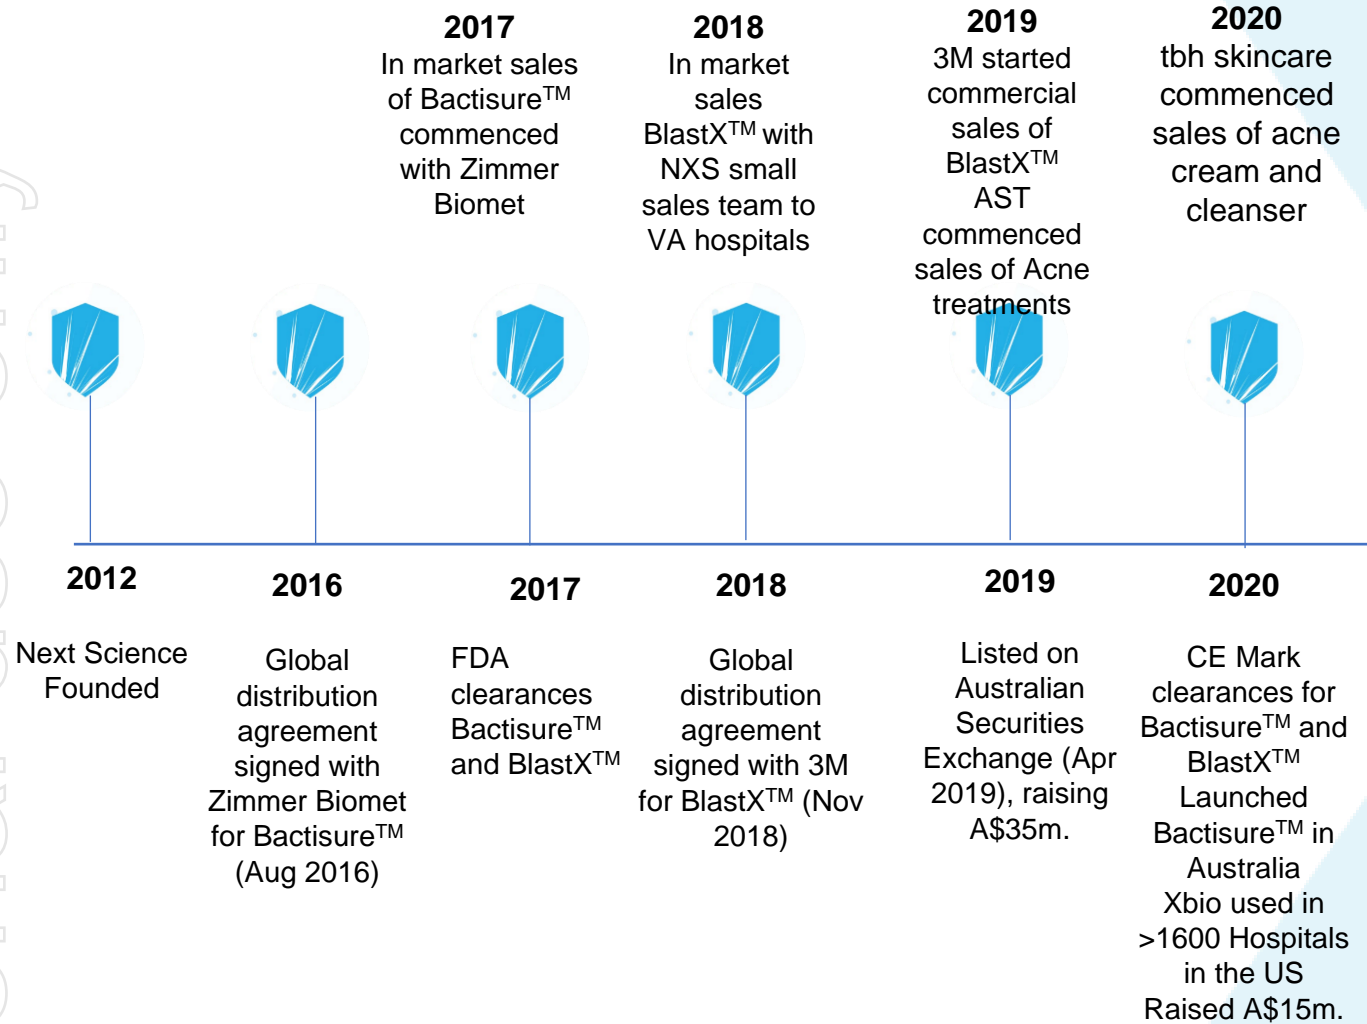 2017
In market sales
of Bactisure™
commenced
with Zimmer
Biomet
2018
In market
sales
BlastX™ with
NXS small
sales team to
VA hospitals
2019
3M started
commercial
sales of
BlastX™
AST
commenced
sales of Acne
treatments
2020
tbh skincare
commenced
sales of acne
cream and
cleanser
2012
Next Science
Founded
2016
Global
distribution
agreement
signed with
Zimmer Biomet
for Bactisure™
(Aug 2016)
2017
FDA
clearances
Bactisure™
and BlastX™
2018
Global
distribution
agreement
signed with 3M
for BlastX™ (Nov
2018)
2019
Listed on
Australian
Securities
Exchange (Apr
2019), raising
A$35m.
2020
CE Mark
clearances for
Bactisure™ and
BlastX™
Launched
Bactisure™ in
Australia
Xbio used in
>1600 Hospitals
in the US
Raised A$15m.